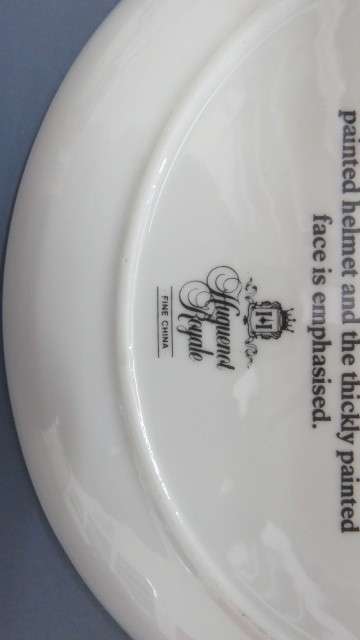 painted helmet and the thickly painted
face is emphasised.
Huguenot
Royale
FINE CHINA